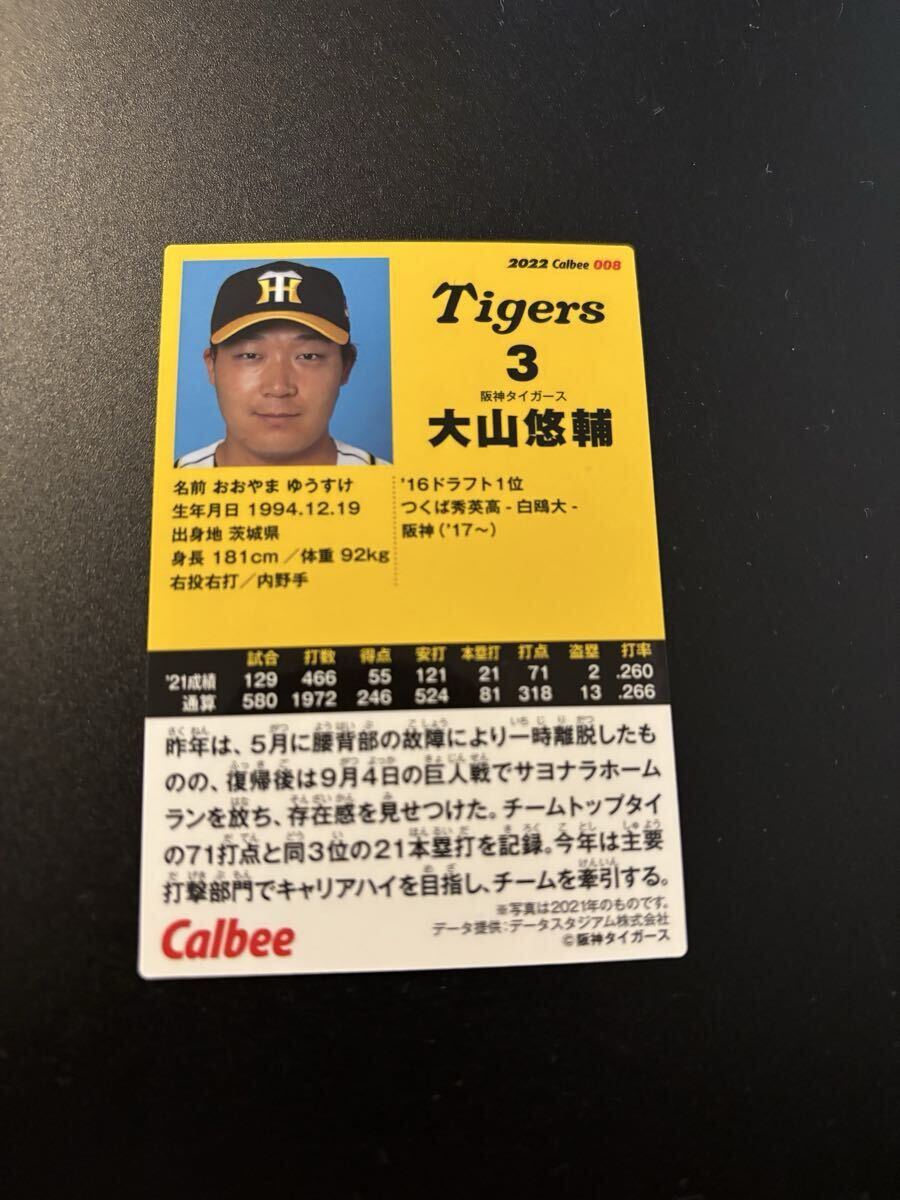 2022 Calbee 008
Tigers
3
阪神タイガース
大山悠輔
名前 おおやま ゆうすけ
生年月日 1994.12.19
出身地 茨城県
身長 181cm／体重 92kg
右投右打／内野手
'16ドラフト1位
つくば秀英高 - 白鴎大 -
阪神（'17〜）
試合 打数 得点 安打 本塁打 打点 盗塁 打率
'21成績 129 466 55 121 21 71 2 .260
通算 580 1972 246 524 81 318 13 .266
昨年は、5月に腰背部の故障により一時離脱したも
のの、復帰後は9月4日の巨人戦でサヨナラホーム
ランを放ち、存在感を見せつけた。チームトップタイ
の71打点と同3位の21本塁打を記録。今年は主要
打撃部門でキャリアハイを目指し、チームを牽引する。
※写真は2021年のものです。
データ提供：データスタジアム株式会社
©阪神タイガース
Calbee